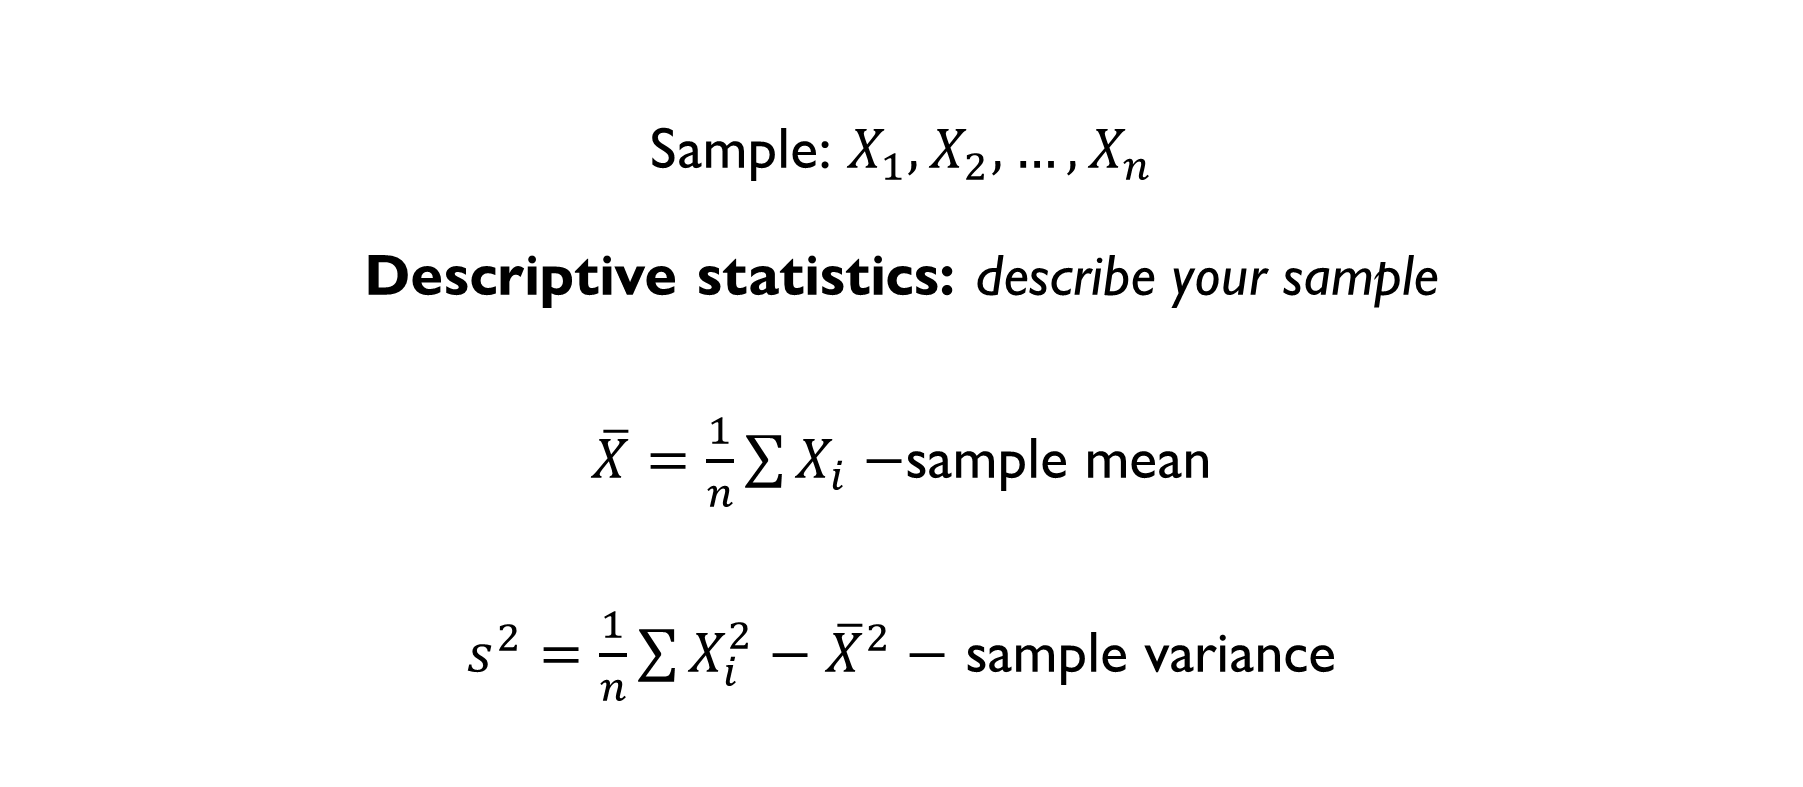 Sample: X₁, X₂, … , Xₙ
Descriptive statistics: describe your sample
X̄ = 1/n ∑ Xᵢ −sample mean
s² = 1/n ∑ Xᵢ² − X̄² − sample variance